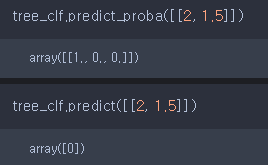 tree_clf.predict_proba([[2, 1.5]])
array([[1., 0., 0.]])
tree_clf.predict([[2, 1.5]])
array([0])